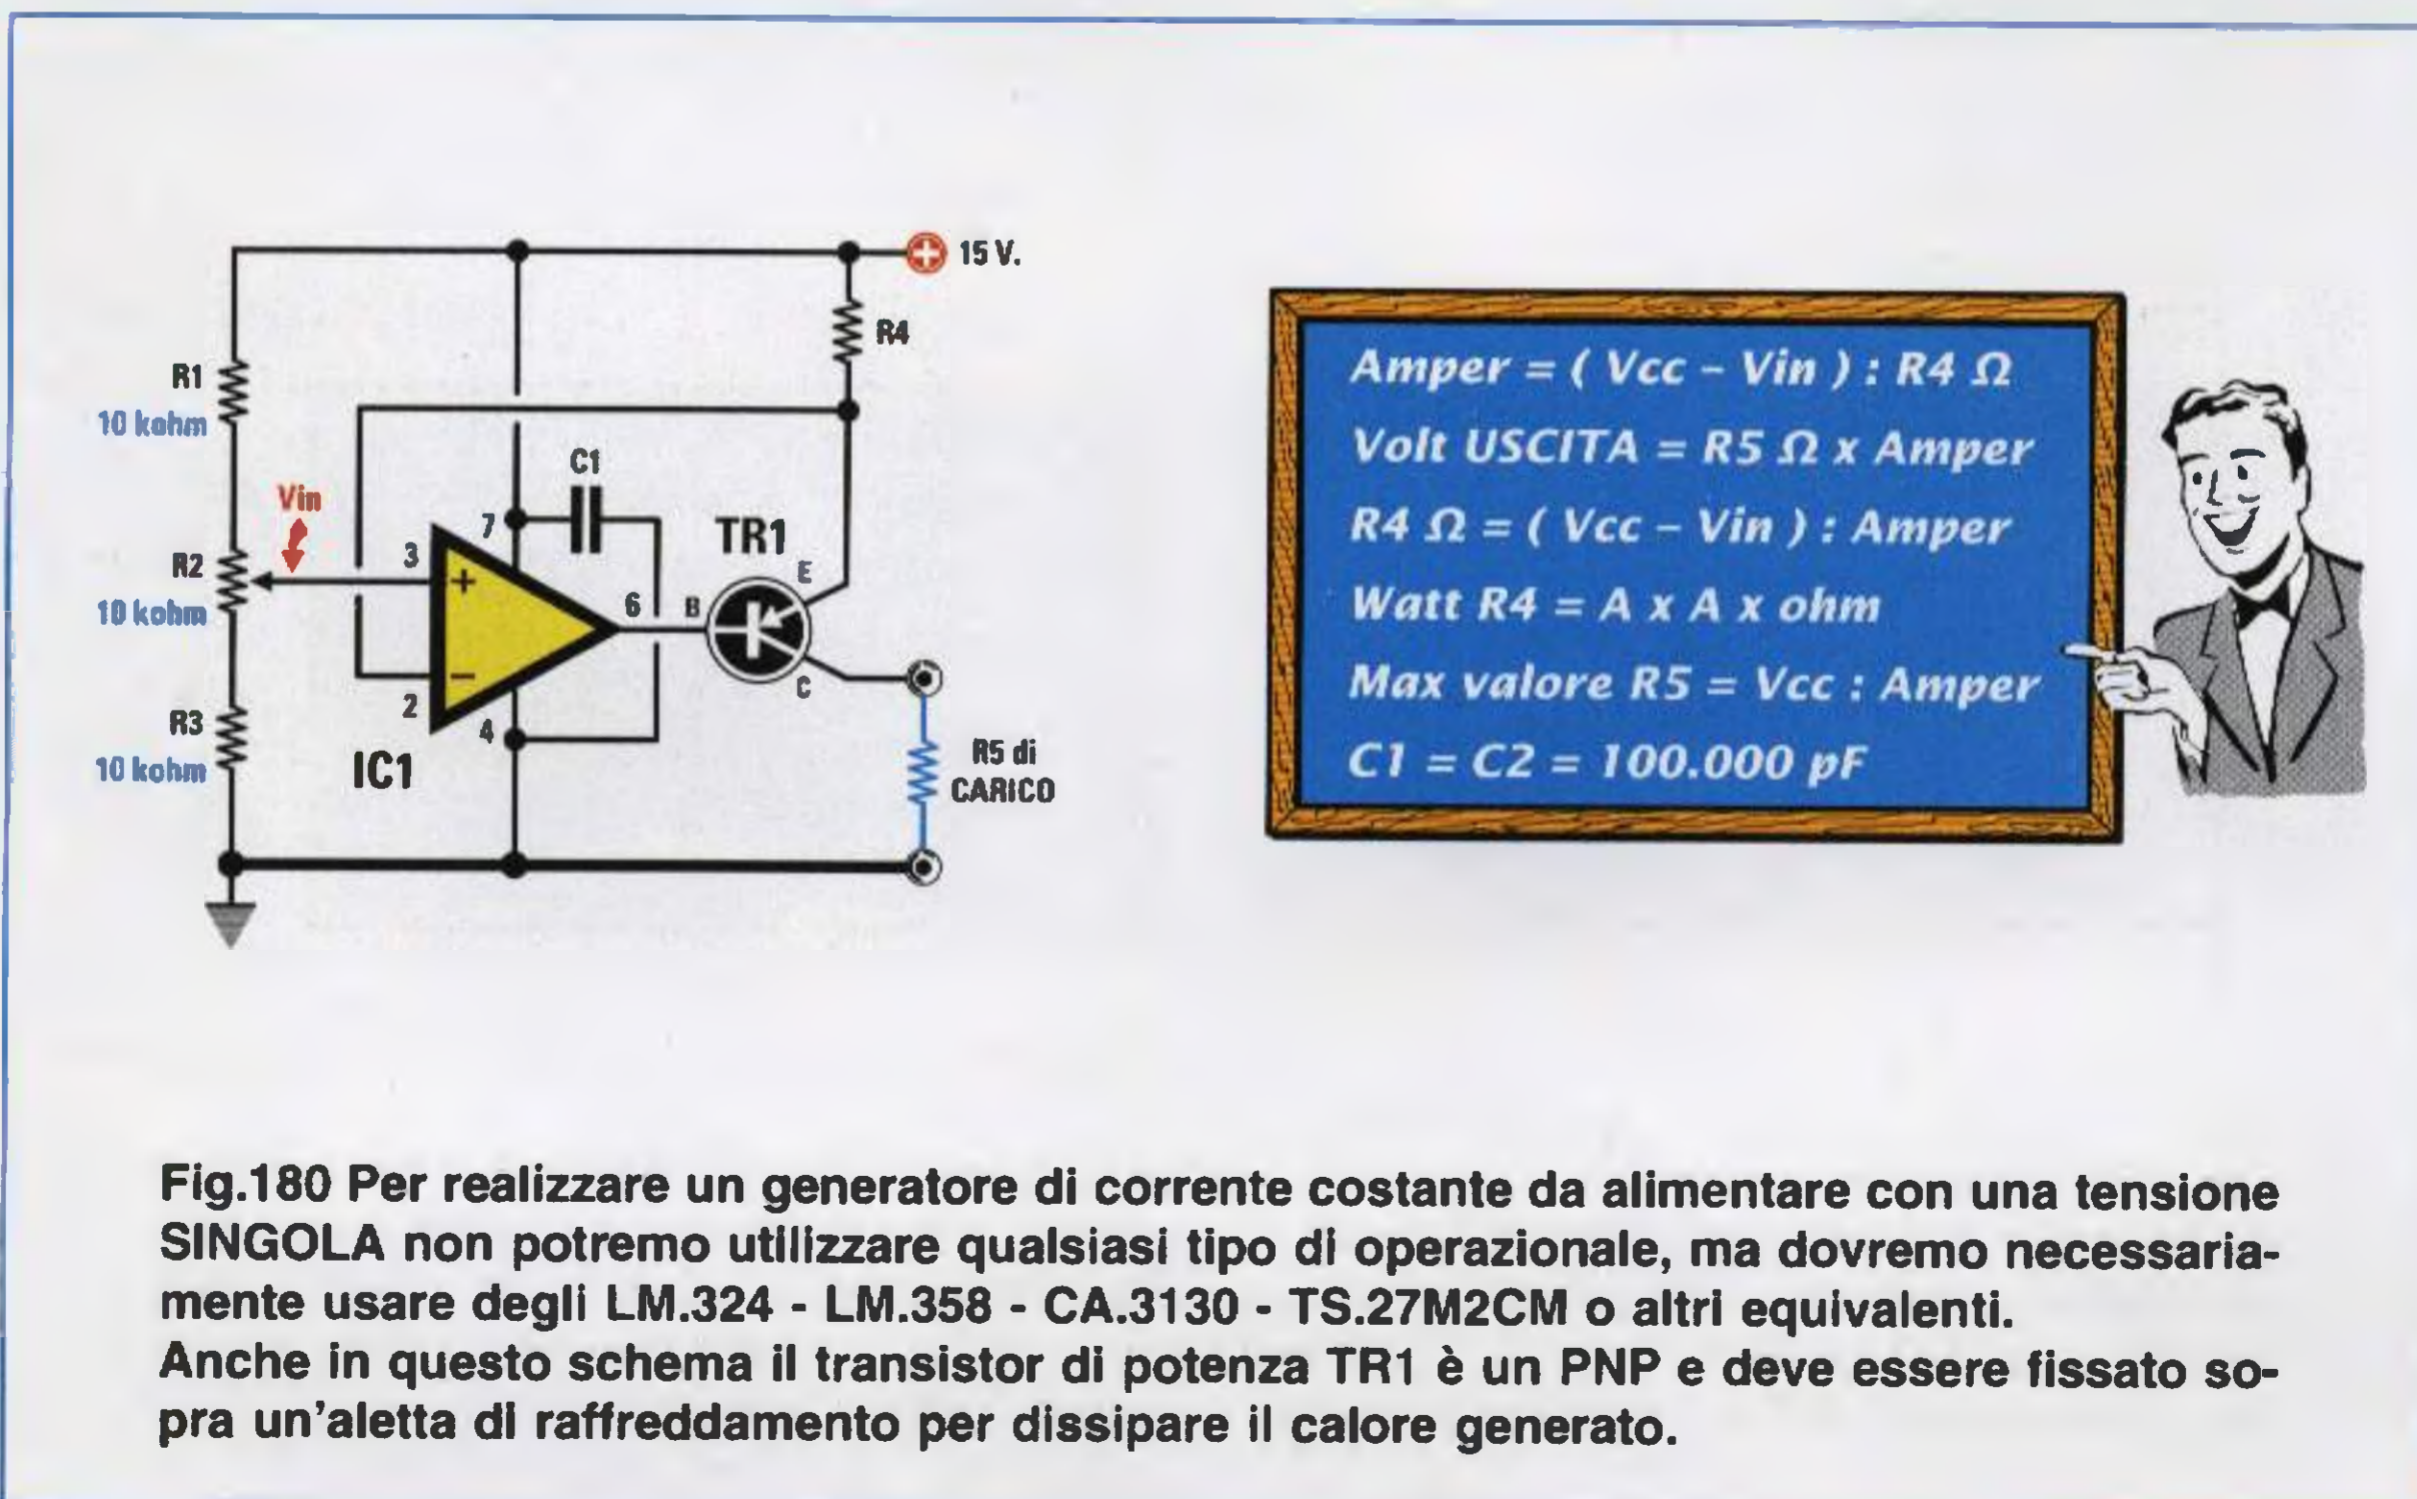 15 V.
R4
R1
10 kohm
C1
Vin
7
TR1
3
E
R2
+
6
B
10 kohm
−
C
2
R3
4
R5 di
10 kohm
IC1
CARICO
Amper = ( Vcc – Vin ) : R4 Ω
Volt USCITA = R5 Ω x Amper
R4 Ω = ( Vcc – Vin ) : Amper
Watt R4 = A x A x ohm
Max valore R5 = Vcc : Amper
C1 = C2 = 100.000 pF
Fig.180 Per realizzare un generatore di corrente costante da alimentare con una tensione
SINGOLA non potremo utilizzare qualsiasi tipo di operazionale, ma dovremo necessaria-
mente usare degli LM.324 - LM.358 - CA.3130 - TS.27M2CM o altri equivalenti.
Anche in questo schema il transistor di potenza TR1 è un PNP e deve essere fissato so-
pra un'aletta di raffreddamento per dissipare il calore generato.